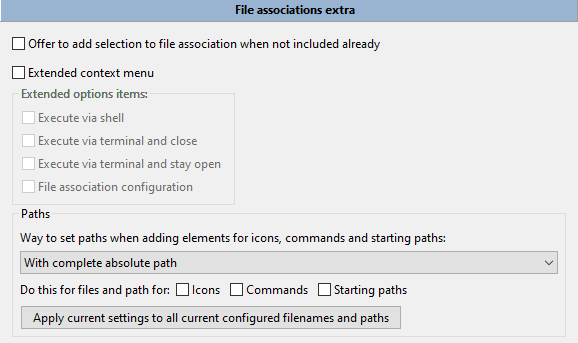 File associations extra
Offer to add selection to file association when not included already
Extended context menu
Extended options items:
Execute via shell
Execute via terminal and close
Execute via terminal and stay open
File association configuration
Paths
Way to set paths when adding elements for icons, commands and starting paths:
With complete absolute path
Do this for files and path for: Icons Commands Starting paths
Apply current settings to all current configured filenames and paths